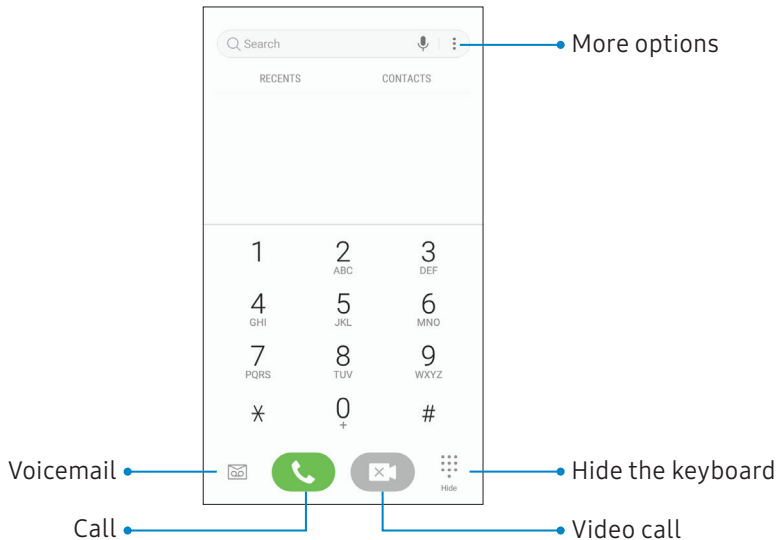 Search
More options
RECENTS CONTACTS
1 2 3
ABC DEF
4 5 6
GHI JKL MNO
7 8 9
PQRS TUV WXYZ
* 0 #
+
Voicemail
Hide the keyboard
Hide
Call
Video call